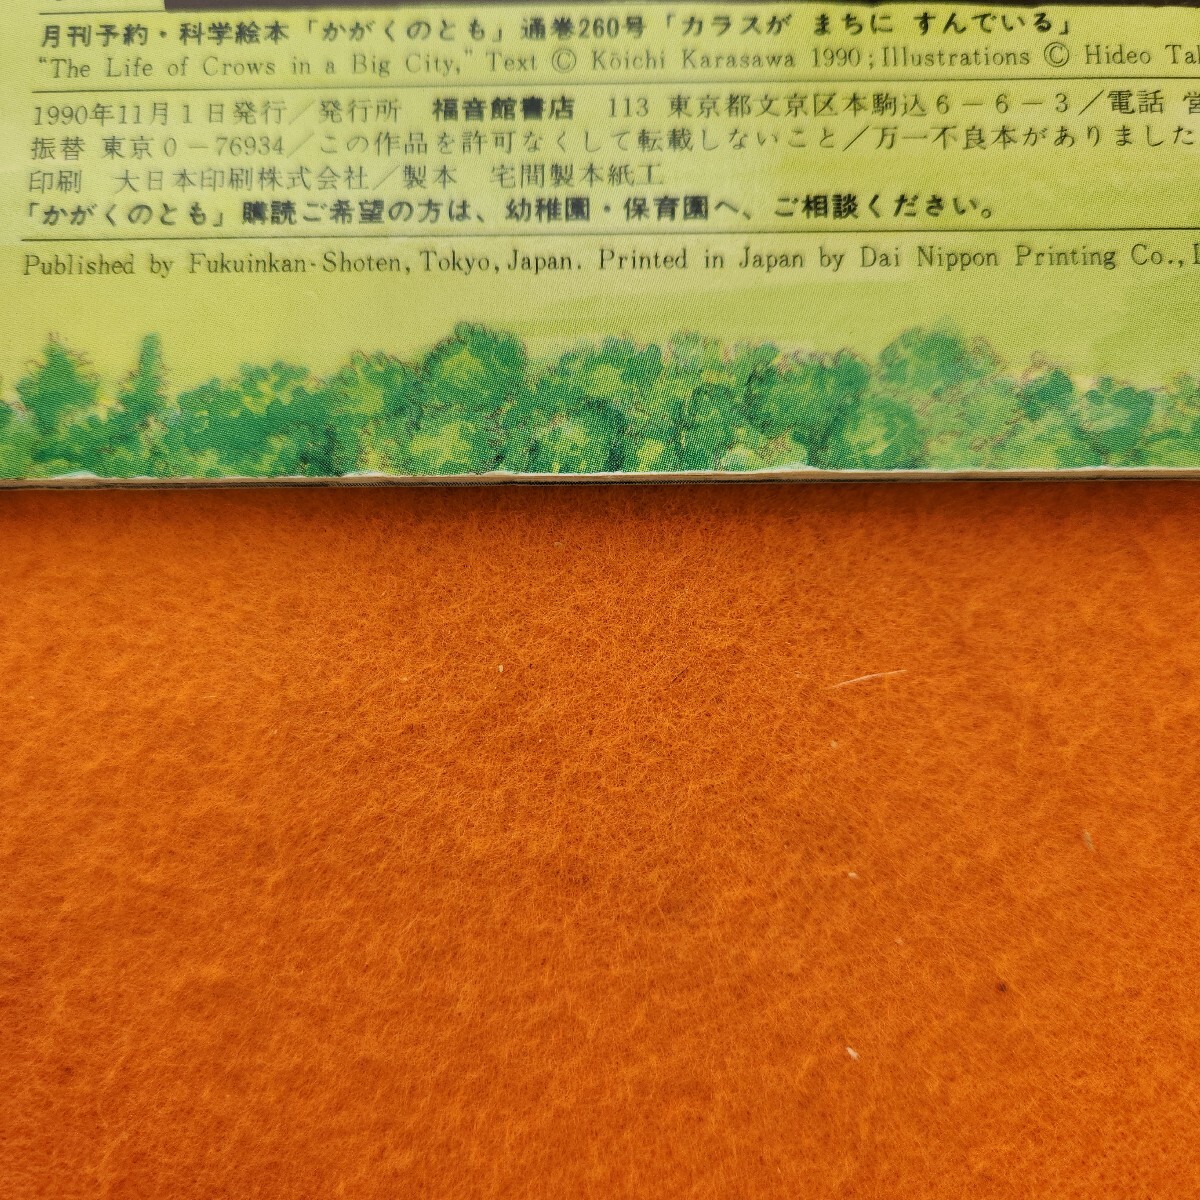 月刊予約・科学絵本「かがくのとも」通巻260号「カラスが まちに すんでいる」
“The Life of Crows in a Big City,” Text © Kōichi Karasawa 1990; Illustrations © Hideo
1990年11月1日発行／発行所 福音館書店 113 東京都文京区本駒込6－6－3／電話 営
振替 東京0－76934／この作品を許可なくして転載しないこと／万一不良本がありました
印刷 大日本印刷株式会社／製本 宅間製本紙工
「かがくのとも」購読ご希望の方は、幼稚園・保育園へ、ご相談ください。
Published by Fukuinkan-Shoten, Tokyo, Japan. Printed in Japan by Dai Nippon Printing Co.,